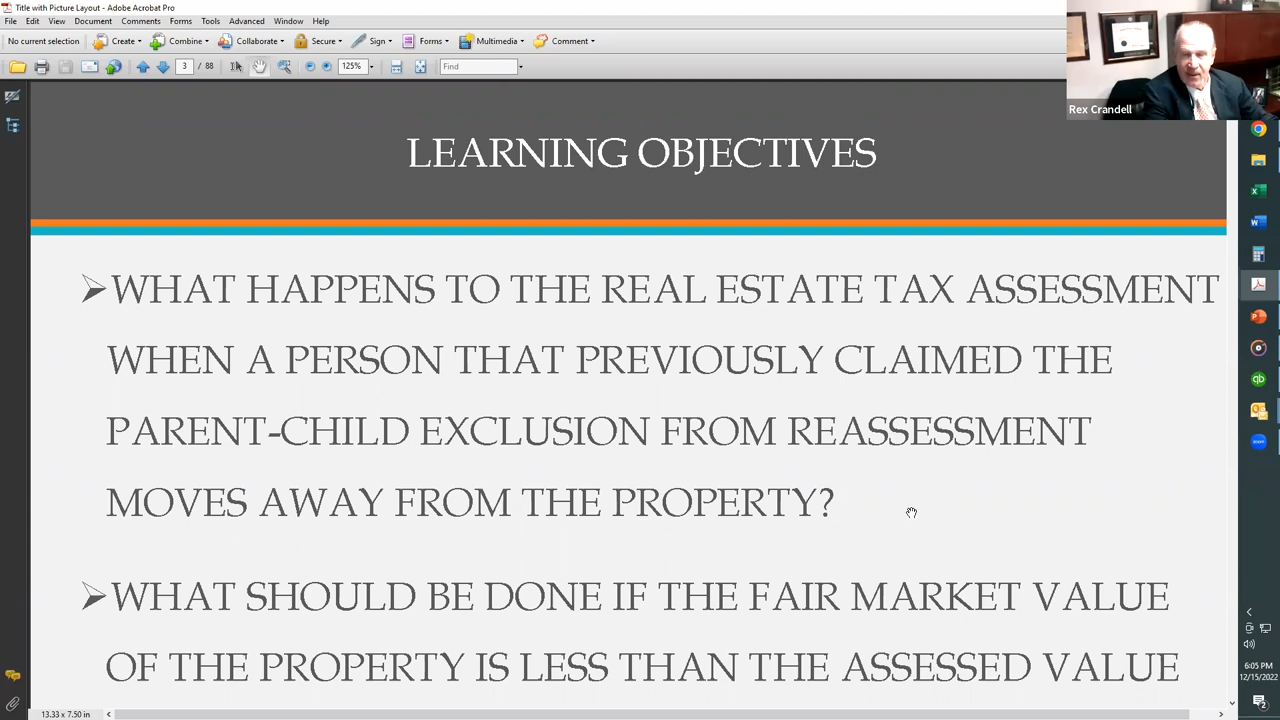 Title with Picture Layout - Adobe Acrobat Pro
File Edit View Document Comments Forms Tools Advanced Window Help
No current selection Create Combine Collaborate Secure Sign Forms Multimedia Comment
3 / 88 125% Find
Rex Crandell
LEARNING OBJECTIVES
WHAT HAPPENS TO THE REAL ESTATE TAX ASSESSMENT
WHEN A PERSON THAT PREVIOUSLY CLAIMED THE
PARENT-CHILD EXCLUSION FROM REASSESSMENT
MOVES AWAY FROM THE PROPERTY?
WHAT SHOULD BE DONE IF THE FAIR MARKET VALUE
OF THE PROPERTY IS LESS THAN THE ASSESSED VALUE
13.33 x 7.50 in
6:05 PM
12/15/2022
2